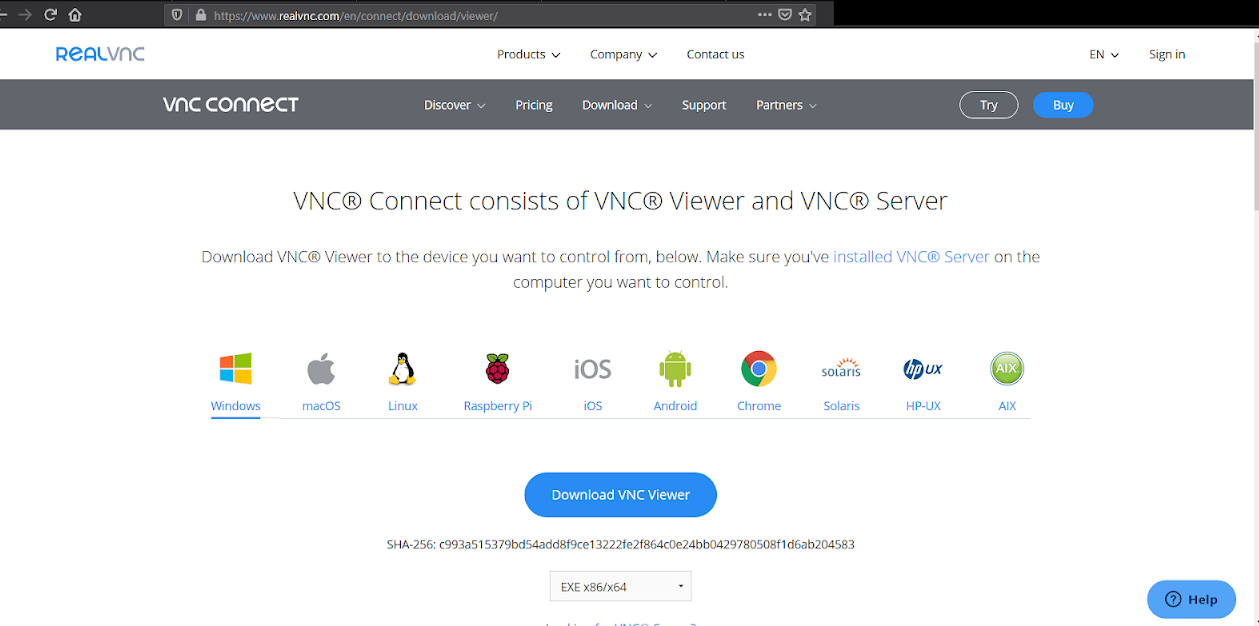 https://www.realvnc.com/en/connect/download/viewer/
REALVNC
Products
Company
Contact us
EN
Sign in
VNC CONNECT
Discover
Pricing
Download
Support
Partners
Try
Buy
VNC® Connect consists of VNC® Viewer and VNC® Server
Download VNC® Viewer to the device you want to control from, below. Make sure you've installed VNC® Server on the
computer you want to control.
iOS
solaris
hp UX
AIX
Windows
macOS
Linux
Raspberry Pi
iOS
Android
Chrome
Solaris
HP-UX
AIX
Download VNC Viewer
SHA-256: c993a515379bd54add8f9ce13222fe2f864c0e24bb0429780508f1d6ab204583
EXE x86/x64
? Help